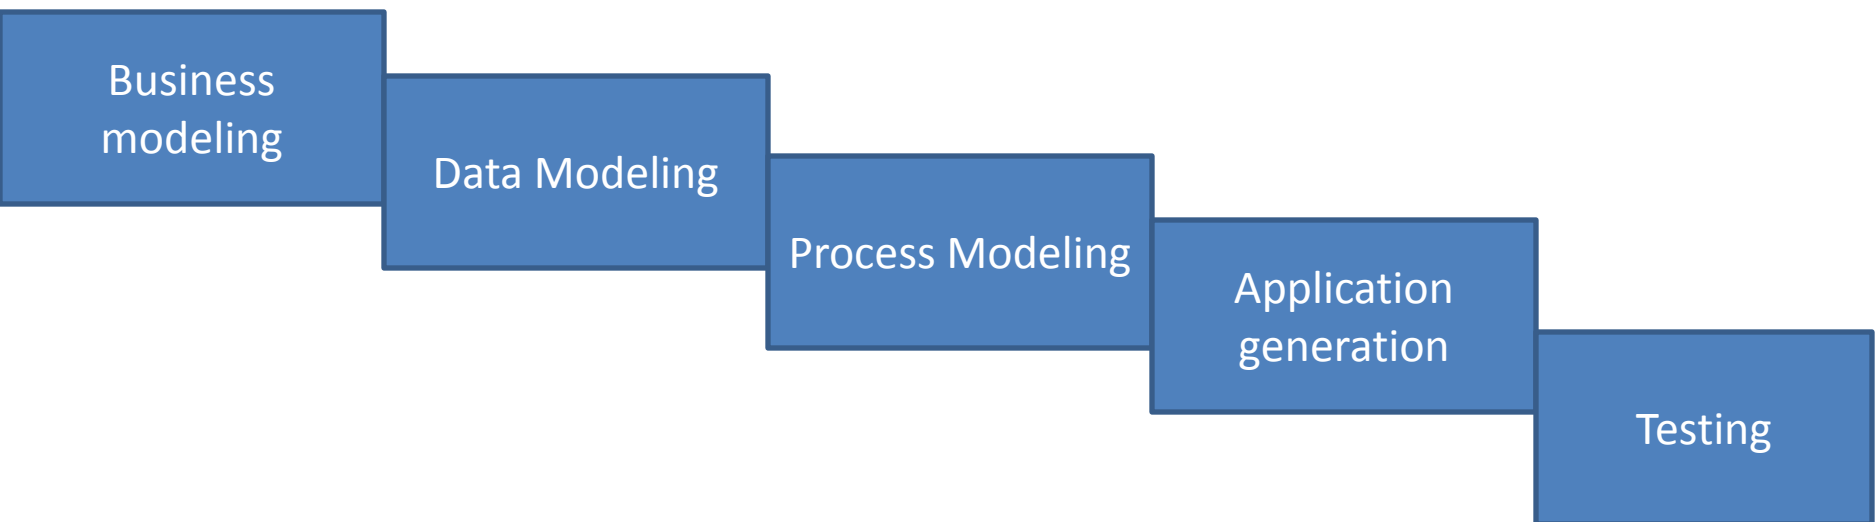 Business
modeling
Data Modeling
Process Modeling
Application
generation
Testing